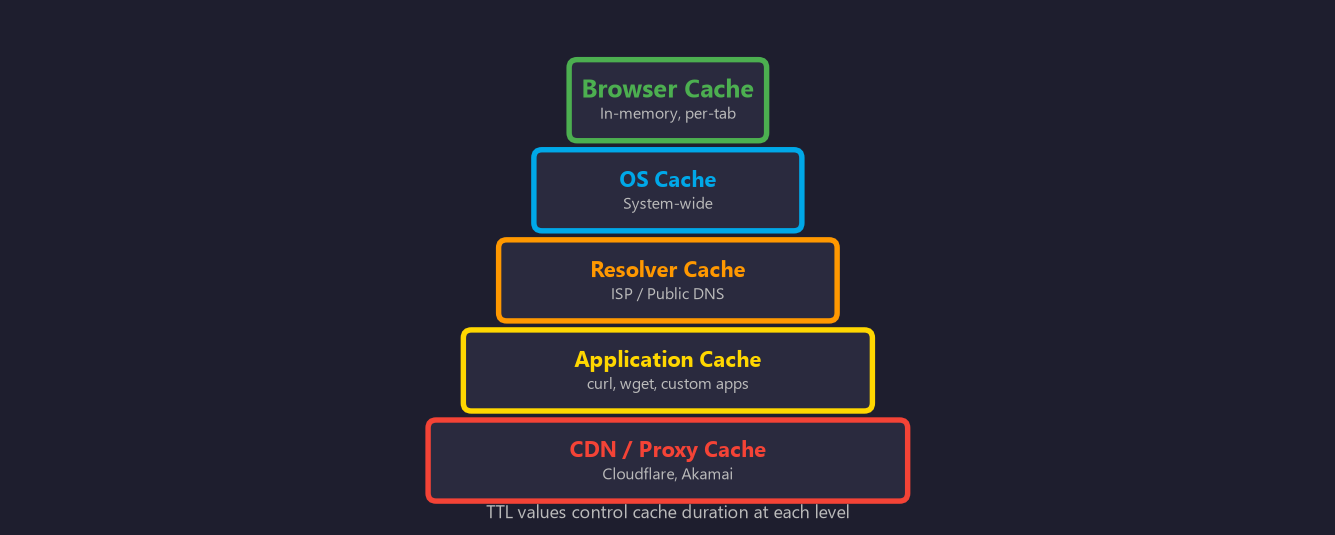 Browser Cache
In-memory, per-tab
OS Cache
System-wide
Resolver Cache
ISP / Public DNS
Application Cache
curl, wget, custom apps
CDN / Proxy Cache
Cloudflare, Akamai
TTL values control cache duration at each level